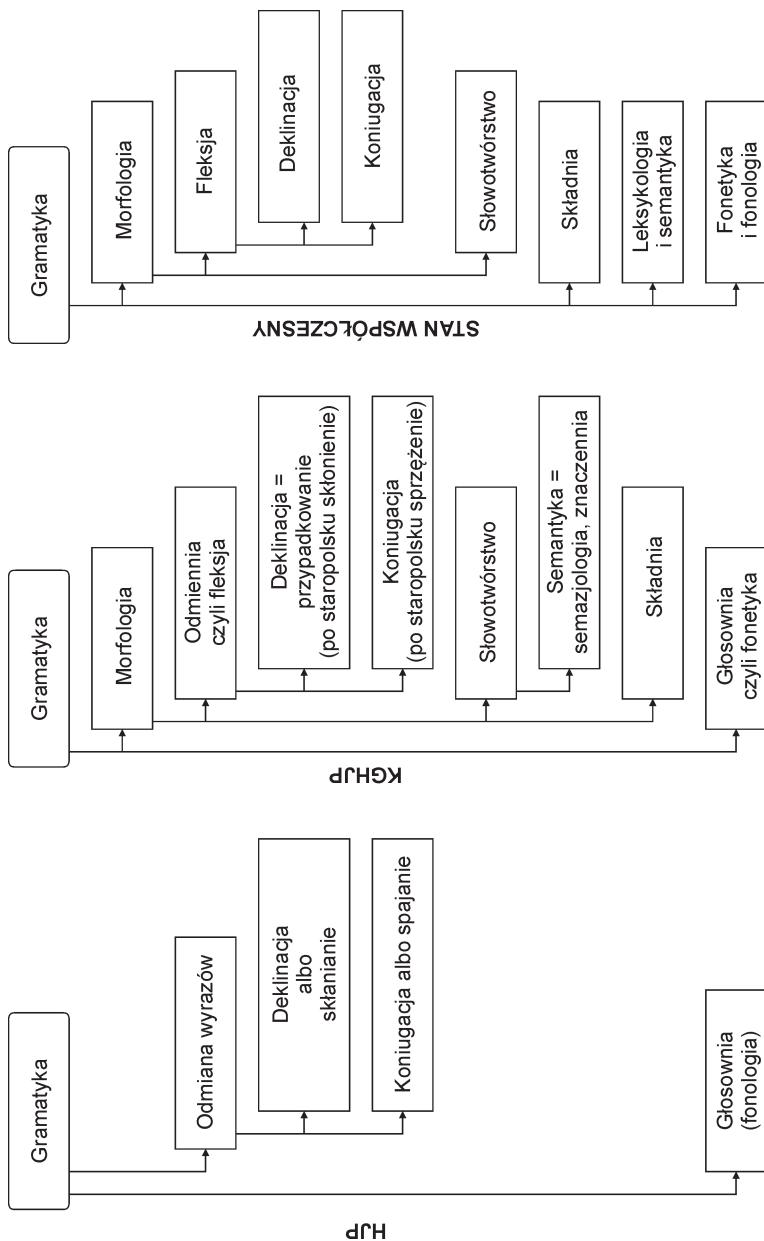 HJP
Gramatyka
Odmiana wyrazów
Deklinacja
albo
skłanianie
Koniugacja albo spajanie
Głosownia
(fonologia)
KGHJP
Gramatyka
Morfologia
Odmiennia
czyli fleksja
Deklinacja =
przypadkowanie
(po staropolsku skłonienie)
Koniugacja
(po staropolsku sprzężenie)
Słowotwórstwo
Semantyka =
semazjologia, znaczennia
Składnia
Głosownia
czyli fonetyka
STAN WSPÓŁCZESNY
Gramatyka
Morfologia
Fleksja
Deklinacja
Koniugacja
Słowotwórstwo
Składnia
Leksykologia
i semantyka
Fonetyka
i fonologia